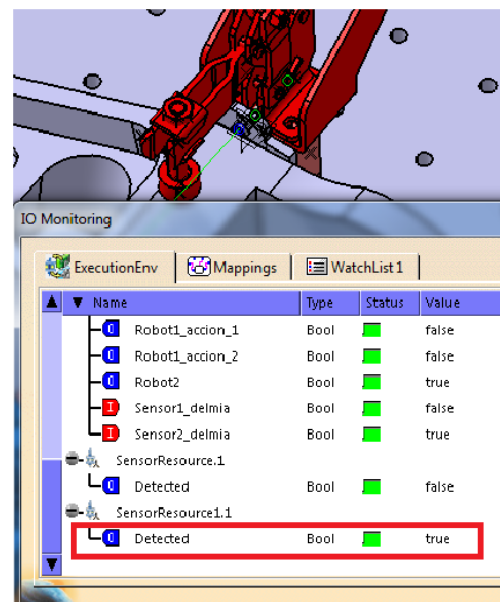 IO Monitoring
ExecutionEnv Mappings WatchList1
Name Type Status Value
Robot1_accion_1 Bool false
Robot1_accion_2 Bool false
Robot2 Bool true
Sensor1_delmia Bool false
Sensor2_delmia Bool true
SensorResource.1
Detected Bool false
SensorResource1.1
Detected Bool true